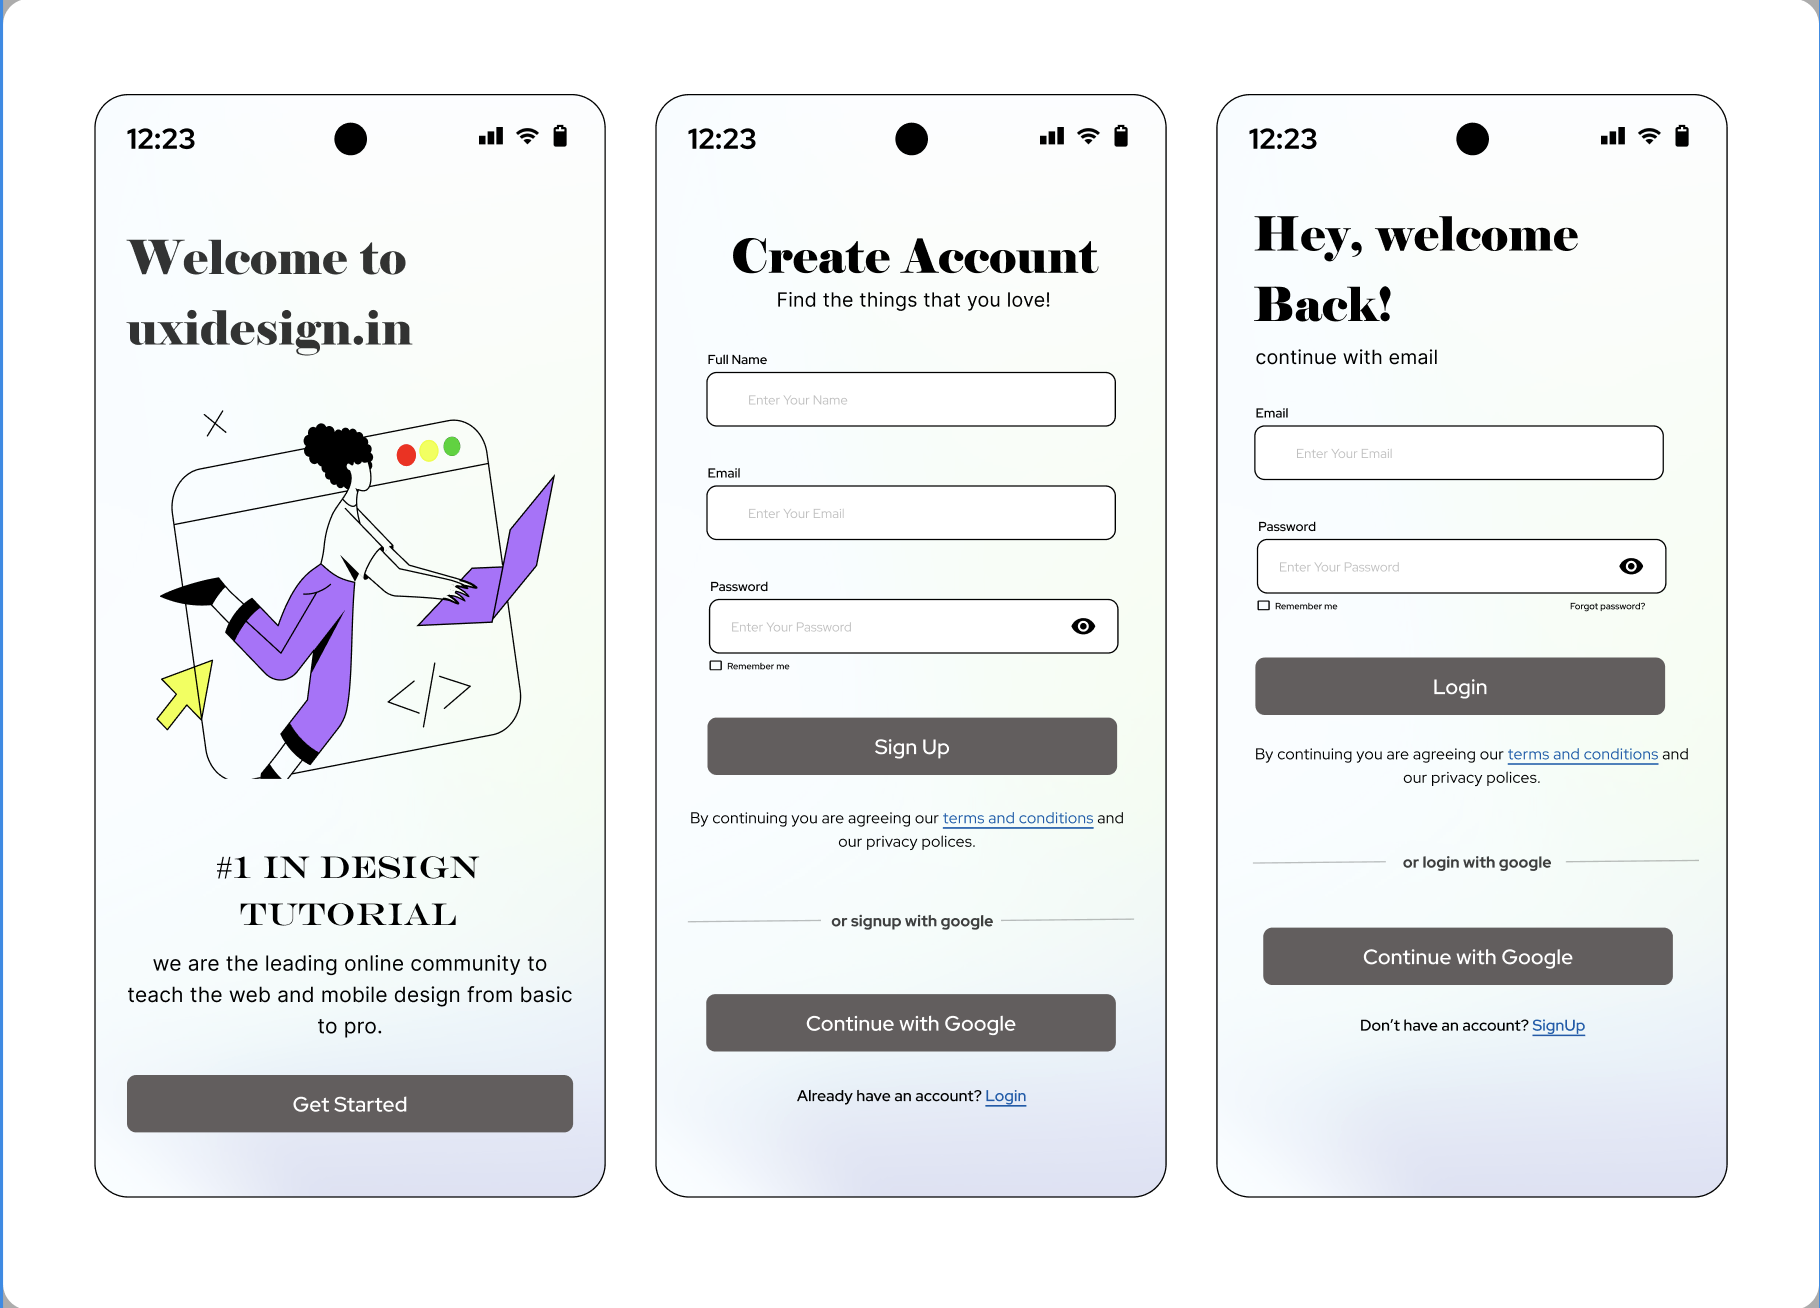 12:23
Welcome to
uxidesign.in
</>
#1 IN DESIGN
TUTORIAL
we are the leading online community to
teach the web and mobile design from basic
to pro.
Get Started
12:23
Create Account
Find the things that you love!
Full Name
Enter Your Name
Email
Enter Your Email
Password
Enter Your Password
Remember me
Sign Up
By continuing you are agreeing our terms and conditions and
our privacy polices.
or signup with google
Continue with Google
Already have an account? Login
12:23
Hey, welcome
Back!
continue with email
Email
Enter Your Email
Password
Enter Your Password
Remember me Forgot password?
Login
By continuing you are agreeing our terms and conditions and
our privacy polices.
or login with google
Continue with Google
Don't have an account? SignUp